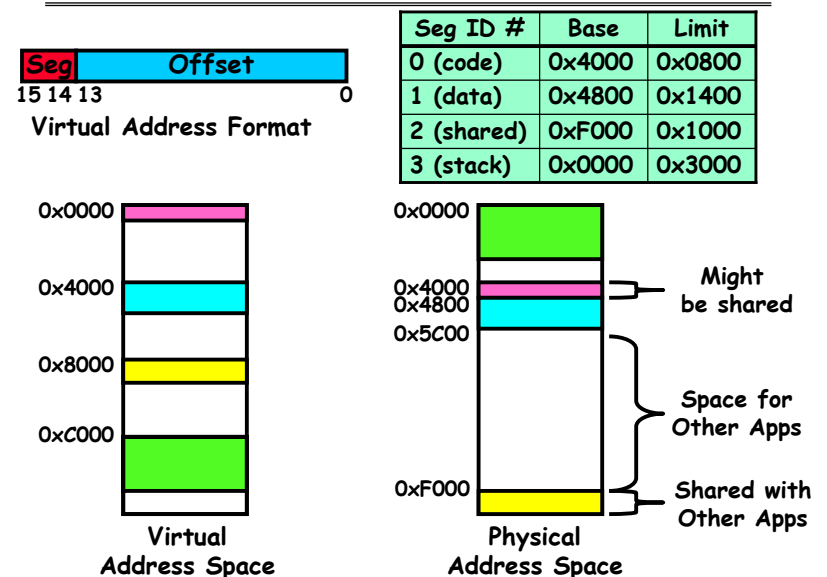 Seg Offset
15 14 13 0
Virtual Address Format
Seg ID # Base Limit
0 (code) 0x4000 0x0800
1 (data) 0x4800 0x1400
2 (shared) 0xF000 0x1000
3 (stack) 0x0000 0x3000
0x0000
0x4000
0x8000
0xC000
Virtual
Address Space
0x0000
0x4000
0x4800
0x5C00
0xF000
Physical
Address Space
Might
be shared
Space for
Other Apps
Shared with
Other Apps